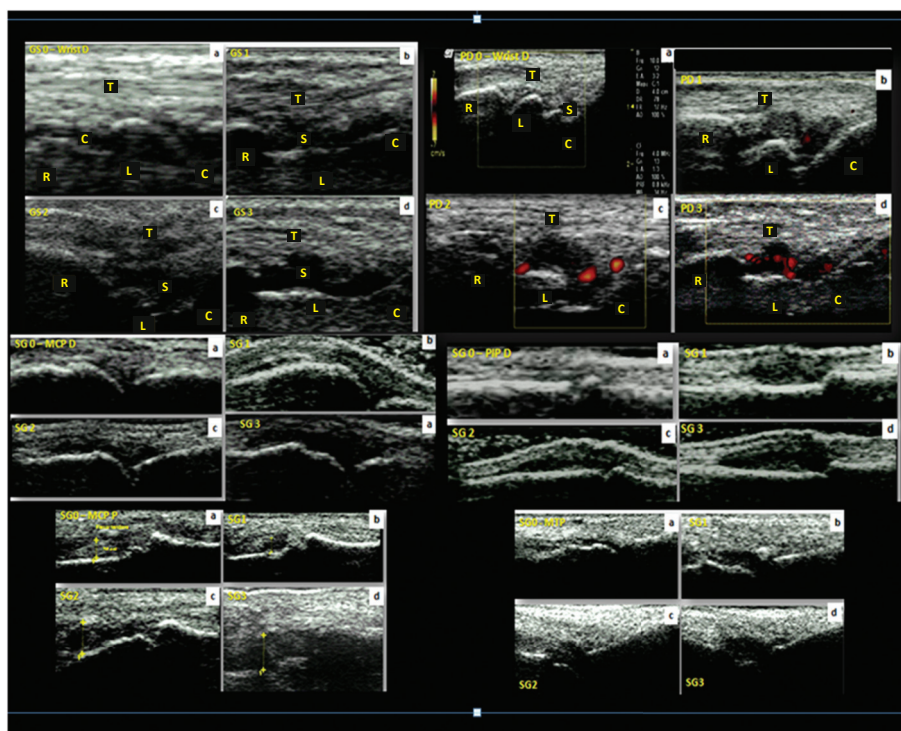 GS 0 – Wrist D
a
T
C
R
L
C
GS 1
b
T
S
C
R
L
GS 2
c
T
R
S
L
C
GS 3
d
T
S
L
C
R
PD 0 – Wrist D
a
T
R
L
S
C
PD 1
b
T
R
L
C
PD 2
c
T
R
L
C
PD 3
d
T
R
L
C
SG 0 – MCP D
a
b
SG 2
c
SG 3
a
SG 0 – PIP D
a
SG 1
b
SG 2
c
SG 3
d
SG0 – MCP P
a
SG1
b
SG2
c
SG3
d
SG0- MTP
a
SG1
b
c
SG2
d
SG3